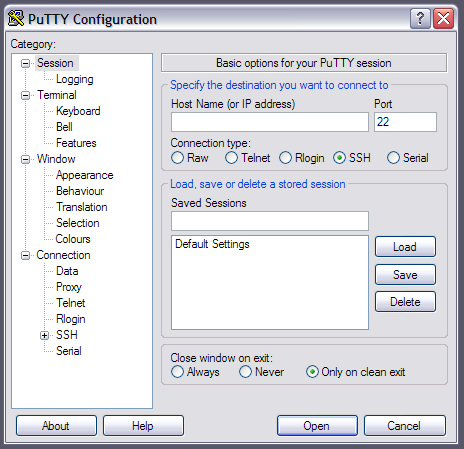 PuTTY Configuration
Category:
Session
Logging
Terminal
Keyboard
Bell
Features
Window
Appearance
Behaviour
Translation
Selection
Colours
Connection
Data
Proxy
Telnet
Rlogin
SSH
Serial
Basic options for your PuTTY session
Specify the destination you want to connect to
Host Name (or IP address) Port
22
Connection type:
Raw Telnet Rlogin SSH Serial
Load, save or delete a stored session
Saved Sessions
Default Settings
Load
Save
Delete
Close window on exit:
Always Never Only on clean exit
About Help Open Cancel